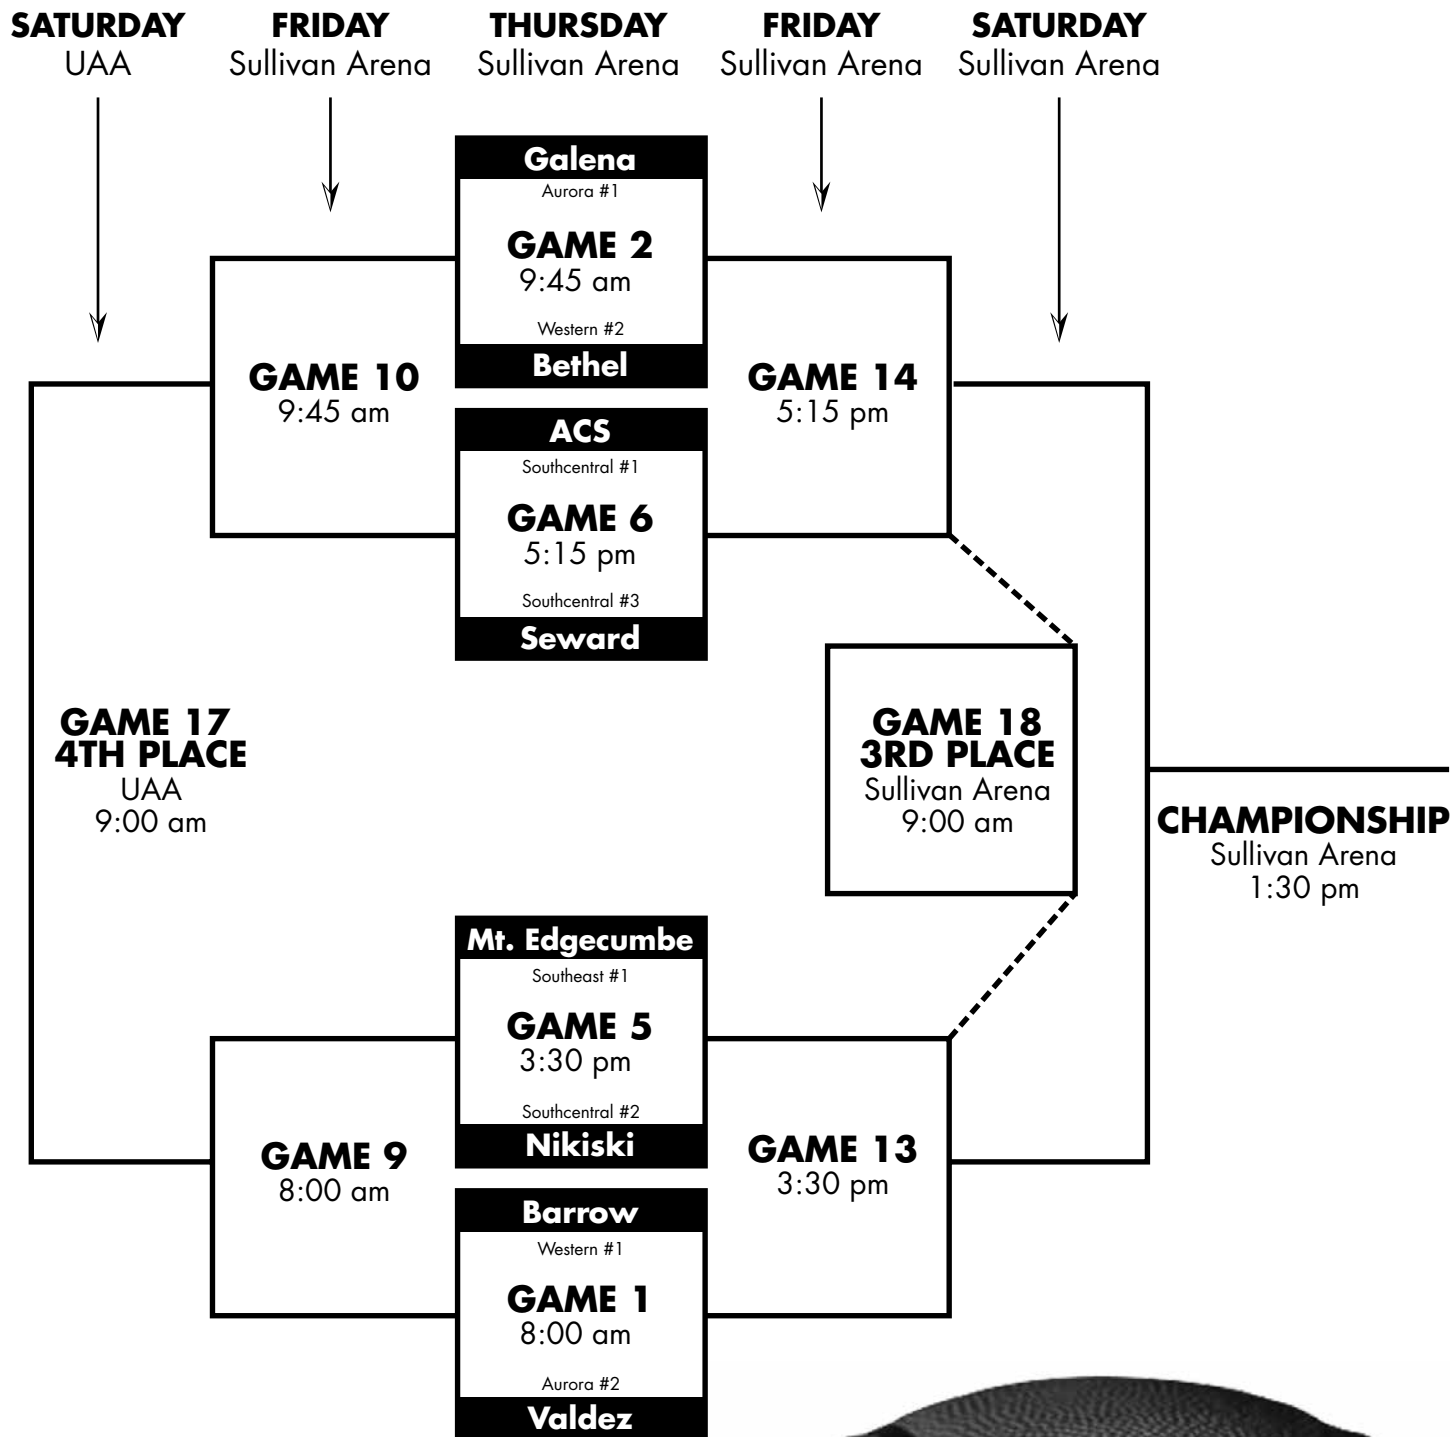 SATURDAY
UAA
FRIDAY
Sullivan Arena
THURSDAY
Sullivan Arena
FRIDAY
Sullivan Arena
SATURDAY
Sullivan Arena
Galena
Aurora #1
GAME 2
9:45 am
Western #2
Bethel
GAME 10
9:45 am
GAME 14
5:15 pm
ACS
Southcentral #1
GAME 6
5:15 pm
Southcentral #3
Seward
GAME 17
4TH PLACE
UAA
9:00 am
GAME 18
3RD PLACE
Sullivan Arena
9:00 am
CHAMPIONSHIP
Sullivan Arena
1:30 pm
Mt. Edgecumbe
Southeast #1
GAME 5
3:30 pm
Southcentral #2
Nikiski
GAME 9
8:00 am
GAME 13
3:30 pm
Barrow
Western #1
GAME 1
8:00 am
Aurora #2
Valdez